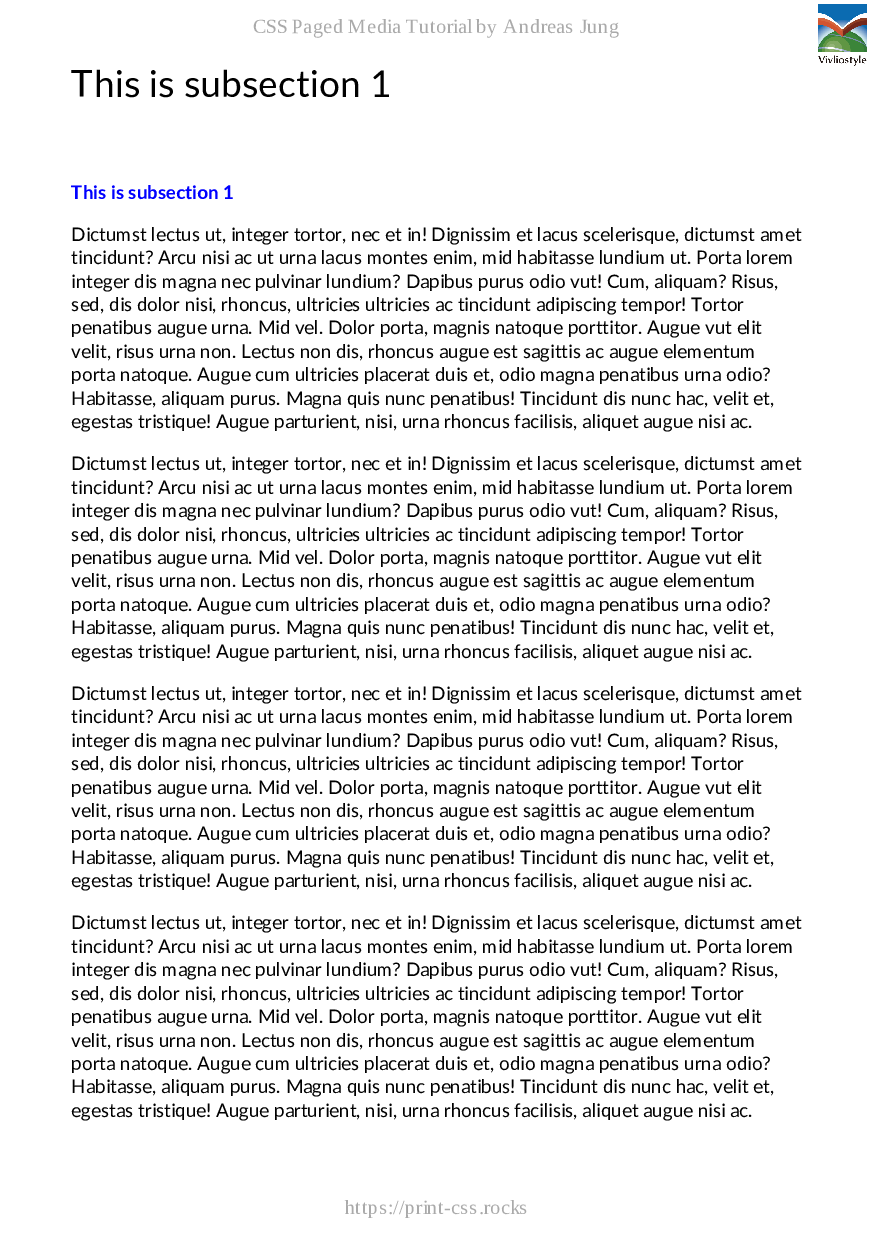 CSS Paged Media Tutorial by Andreas Jung
Vivliostyle
This is subsection 1
This is subsection 1
Dictumst lectus ut, integer tortor, nec et in! Dignissim et lacus scelerisque, dictumst amet
tincidunt? Arcu nisi ac ut urna lacus montes enim, mid habitasse lundium ut. Porta lorem
integer dis magna nec pulvinar lundium? Dapibus purus odio vut! Cum, aliquam? Risus,
sed, dis dolor nisi, rhoncus, ultricies ultricies ac tincidunt adipiscing tempor! Tortor
penatibus augue urna. Mid vel. Dolor porta, magnis natoque porttitor. Augue vut elit
velit, risus urna non. Lectus non dis, rhoncus augue est sagittis ac augue elementum
porta natoque. Augue cum ultricies placerat duis et, odio magna penatibus urna odio?
Habitasse, aliquam purus. Magna quis nunc penatibus! Tincidunt dis nunc hac, velit et,
egestas tristique! Augue parturient, nisi, urna rhoncus facilisis, aliquet augue nisi ac.
Dictumst lectus ut, integer tortor, nec et in! Dignissim et lacus scelerisque, dictumst amet
tincidunt? Arcu nisi ac ut urna lacus montes enim, mid habitasse lundium ut. Porta lorem
integer dis magna nec pulvinar lundium? Dapibus purus odio vut! Cum, aliquam? Risus,
sed, dis dolor nisi, rhoncus, ultricies ultricies ac tincidunt adipiscing tempor! Tortor
penatibus augue urna. Mid vel. Dolor porta, magnis natoque porttitor. Augue vut elit
velit, risus urna non. Lectus non dis, rhoncus augue est sagittis ac augue elementum
porta natoque. Augue cum ultricies placerat duis et, odio magna penatibus urna odio?
Habitasse, aliquam purus. Magna quis nunc penatibus! Tincidunt dis nunc hac, velit et,
egestas tristique! Augue parturient, nisi, urna rhoncus facilisis, aliquet augue nisi ac.
Dictumst lectus ut, integer tortor, nec et in! Dignissim et lacus scelerisque, dictumst amet
tincidunt? Arcu nisi ac ut urna lacus montes enim, mid habitasse lundium ut. Porta lorem
integer dis magna nec pulvinar lundium? Dapibus purus odio vut! Cum, aliquam? Risus,
sed, dis dolor nisi, rhoncus, ultricies ultricies ac tincidunt adipiscing tempor! Tortor
penatibus augue urna. Mid vel. Dolor porta, magnis natoque porttitor. Augue vut elit
velit, risus urna non. Lectus non dis, rhoncus augue est sagittis ac augue elementum
porta natoque. Augue cum ultricies placerat duis et, odio magna penatibus urna odio?
Habitasse, aliquam purus. Magna quis nunc penatibus! Tincidunt dis nunc hac, velit et,
egestas tristique! Augue parturient, nisi, urna rhoncus facilisis, aliquet augue nisi ac.
Dictumst lectus ut, integer tortor, nec et in! Dignissim et lacus scelerisque, dictumst amet
tincidunt? Arcu nisi ac ut urna lacus montes enim, mid habitasse lundium ut. Porta lorem
integer dis magna nec pulvinar lundium? Dapibus purus odio vut! Cum, aliquam? Risus,
sed, dis dolor nisi, rhoncus, ultricies ultricies ac tincidunt adipiscing tempor! Tortor
penatibus augue urna. Mid vel. Dolor porta, magnis natoque porttitor. Augue vut elit
velit, risus urna non. Lectus non dis, rhoncus augue est sagittis ac augue elementum
porta natoque. Augue cum ultricies placerat duis et, odio magna penatibus urna odio?
Habitasse, aliquam purus. Magna quis nunc penatibus! Tincidunt dis nunc hac, velit et,
egestas tristique! Augue parturient, nisi, urna rhoncus facilisis, aliquet augue nisi ac.
https://print-css.rocks